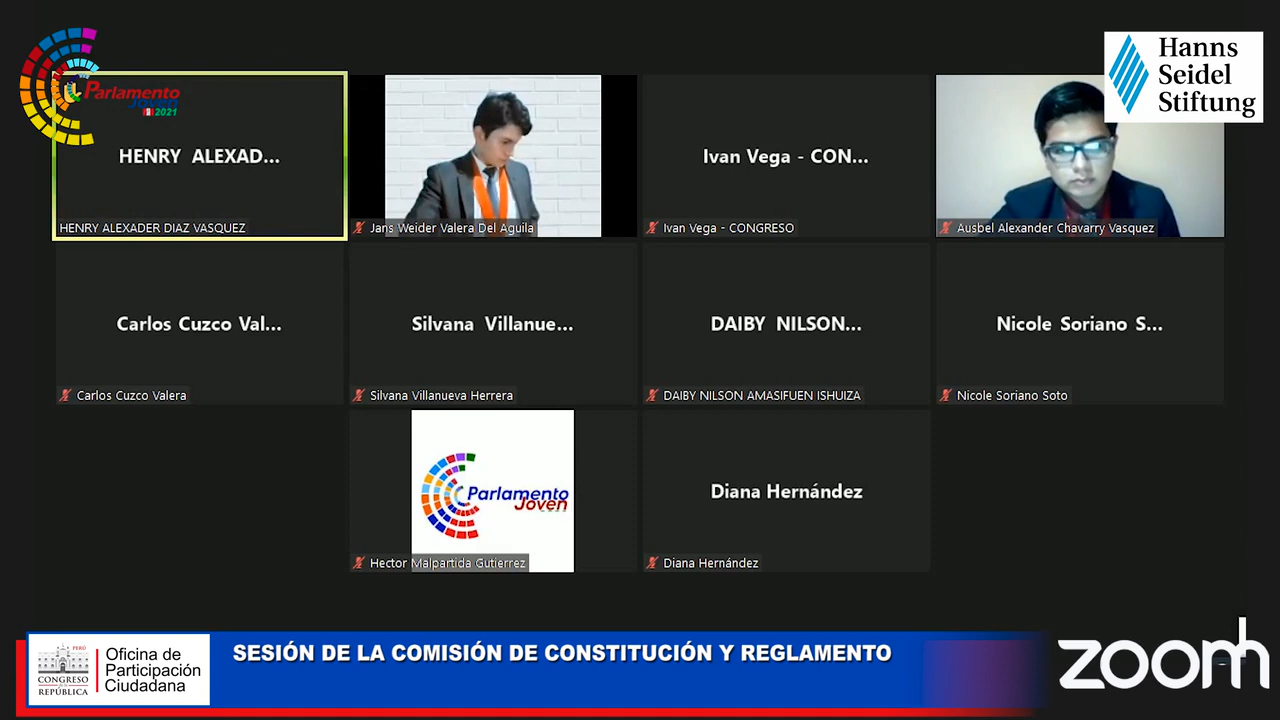 Parlamento
Joven
2021
Hanns
Seidel
Stiftung
HENRY ALEXAD...
HENRY ALEXADER DIAZ VASQUEZ
Jans Weider Valera Del Aguila
Ivan Vega - CON...
Ivan Vega - CONGRESO
Ausbel Alexander Chavarry Vasquez
Carlos Cuzco Val...
Carlos Cuzco Valera
Silvana Villanue...
Silvana Villanueva Herrera
DAIBY NILSON...
DAIBY NILSON AMASIFUEN ISHUIZA
Nicole Soriano S...
Nicole Soriano Soto
Parlamento
Joven
Hector Malpartida Gutierrez
Diana Hernández
Diana Hernández
PERÚ
CONGRESO
de la
REPÚBLICA
Oficina de
Participación
Ciudadana
SESIÓN DE LA COMISIÓN DE CONSTITUCIÓN Y REGLAMENTO
zoom